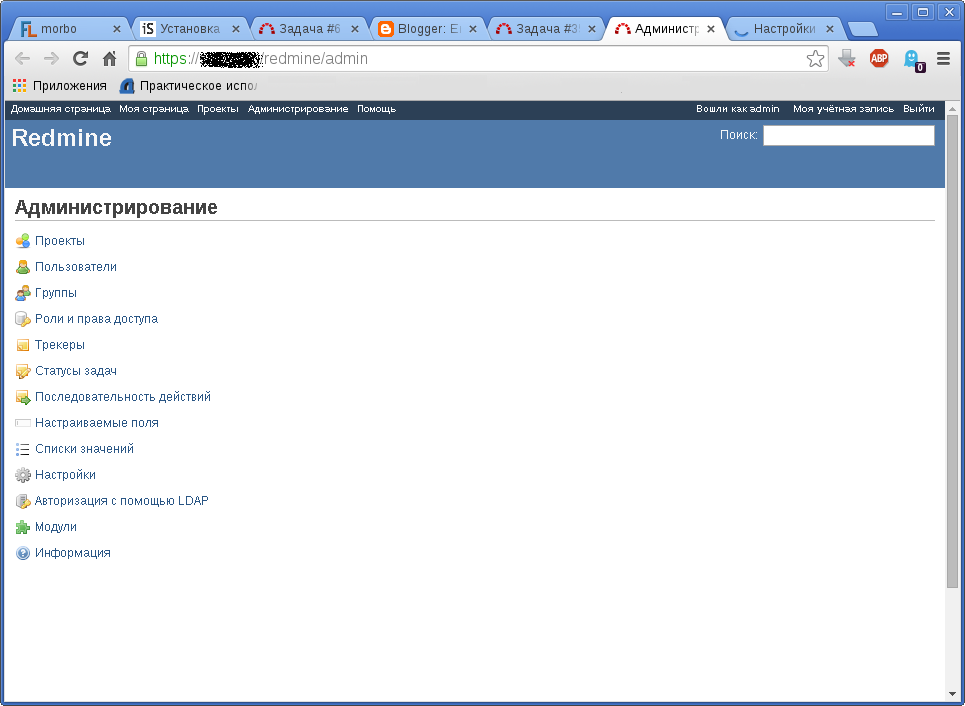 morbo
Установка
Задача #6
Blogger:
Задача #3
Администр
Настройки
https://
/redmine/admin
ABP
0
Приложения
Практическое испо
Домашняя страница Моя страница Проекты Администрирование Помощь
Вошли как admin Моя учётная запись Выйти
Redmine
Поиск:
Администрирование
Проекты
Пользователи
Группы
Роли и права доступа
Трекеры
Статусы задач
Последовательность действий
Настраиваемые поля
Списки значений
Настройки
Авторизация с помощью LDAP
Модули
Информация